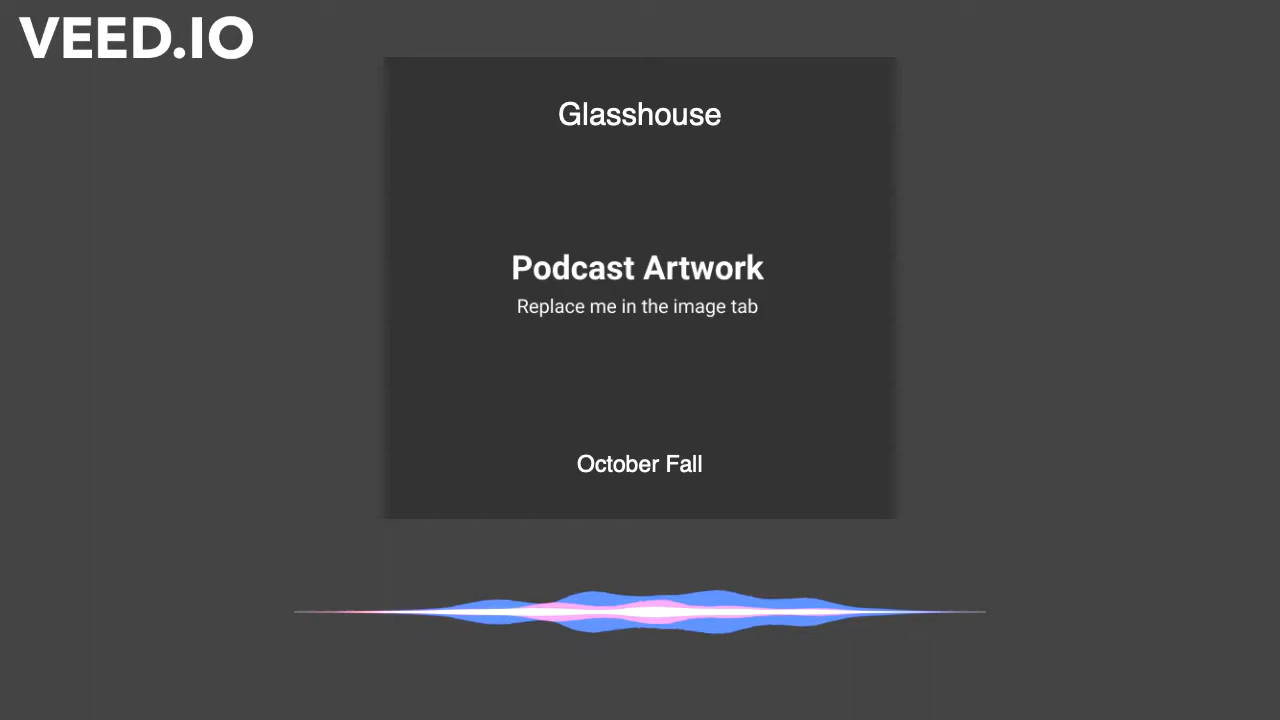 VEED.IO
Glasshouse
Podcast Artwork
Replace me in the image tab
October Fall